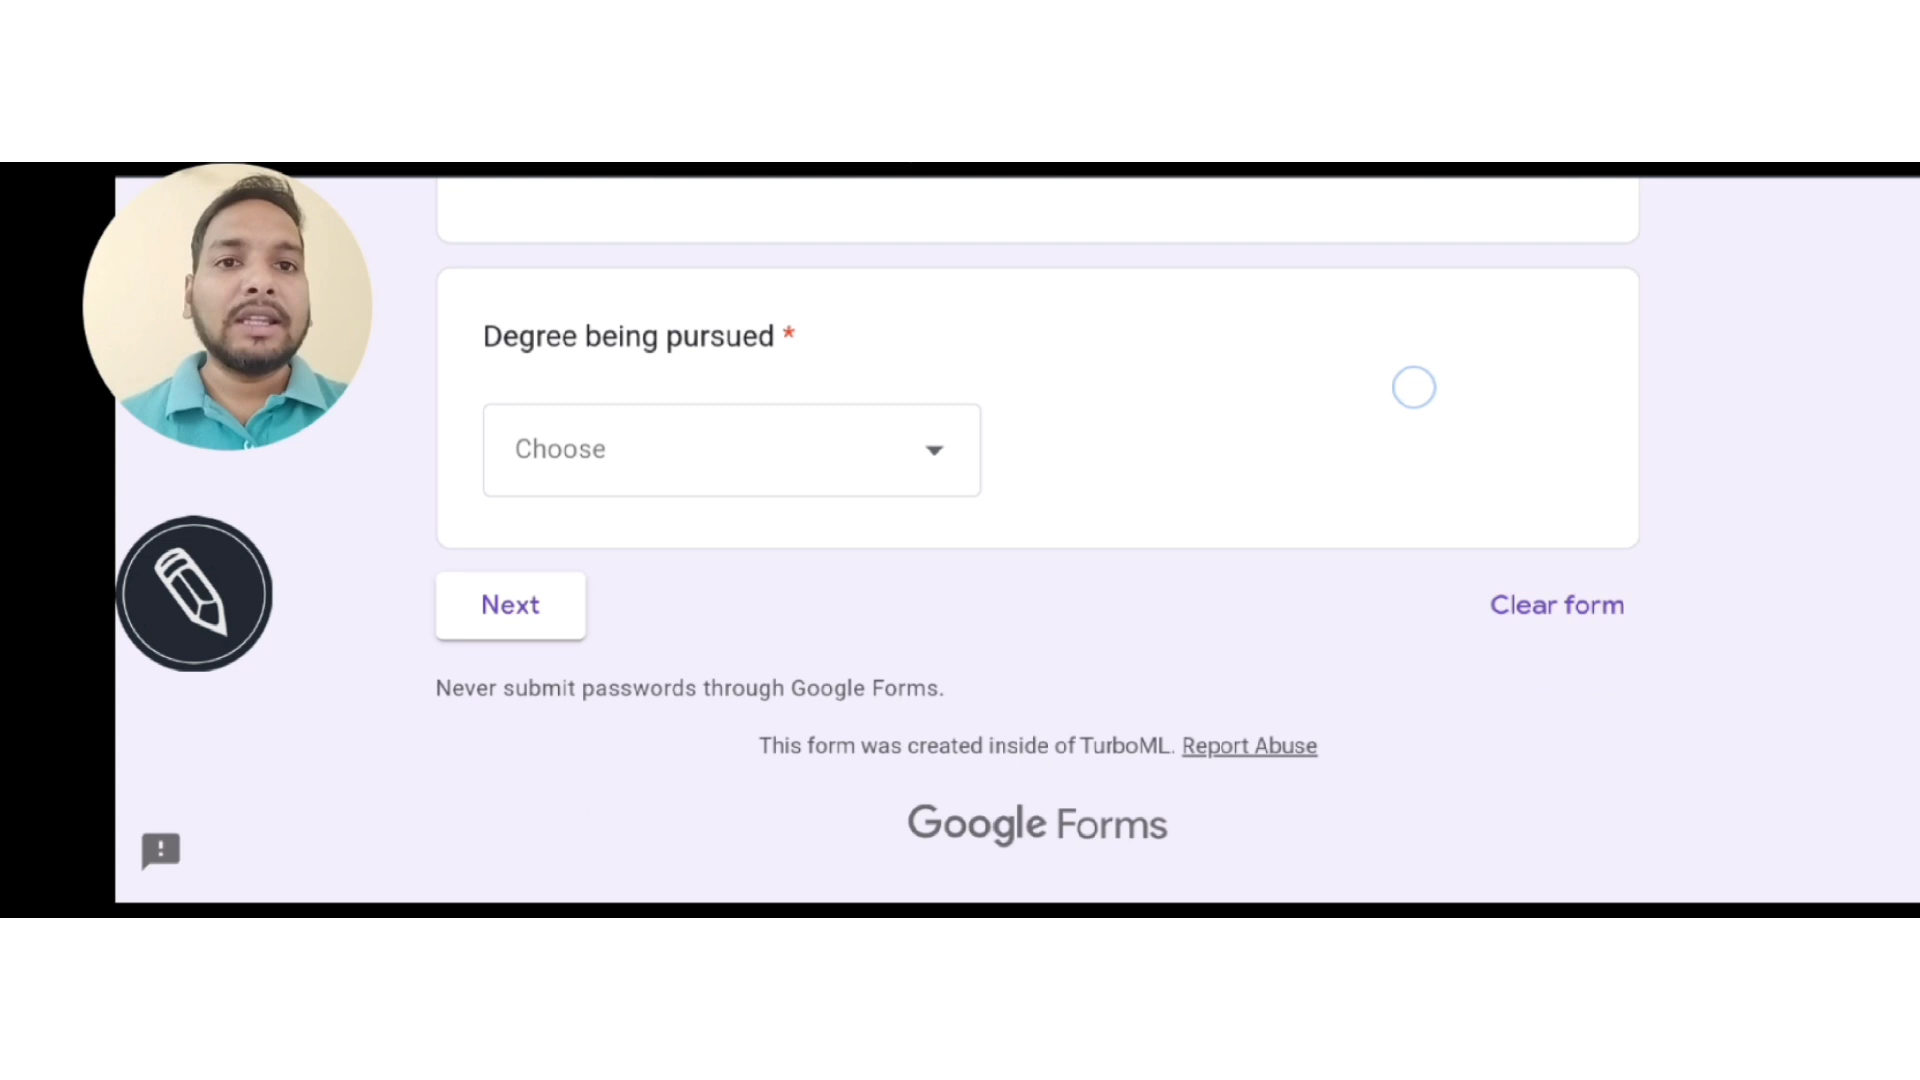 Degree being pursued *
Choose
Next
Clear form
Never submit passwords through Google Forms.
This form was created inside of TurboML. Report Abuse
Google Forms